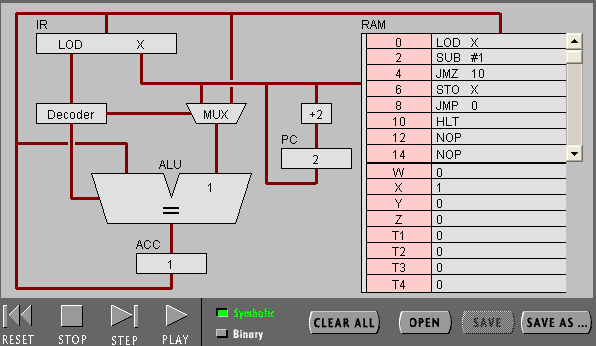 IR
LOD X
Decoder
MUX
+2
PC
2
ALU
1
=
ACC
1
RAM
0 LOD X
2 SUB #1
4 JMZ 10
6 STO X
8 JMP 0
10 HLT
12 NOP
14 NOP
W 0
X 1
Y 0
Z 0
T1 0
T2 0
T3 0
T4 0
RESET STOP STEP PLAY
Symbolic
Binary
CLEAR ALL OPEN SAVE SAVE AS ...